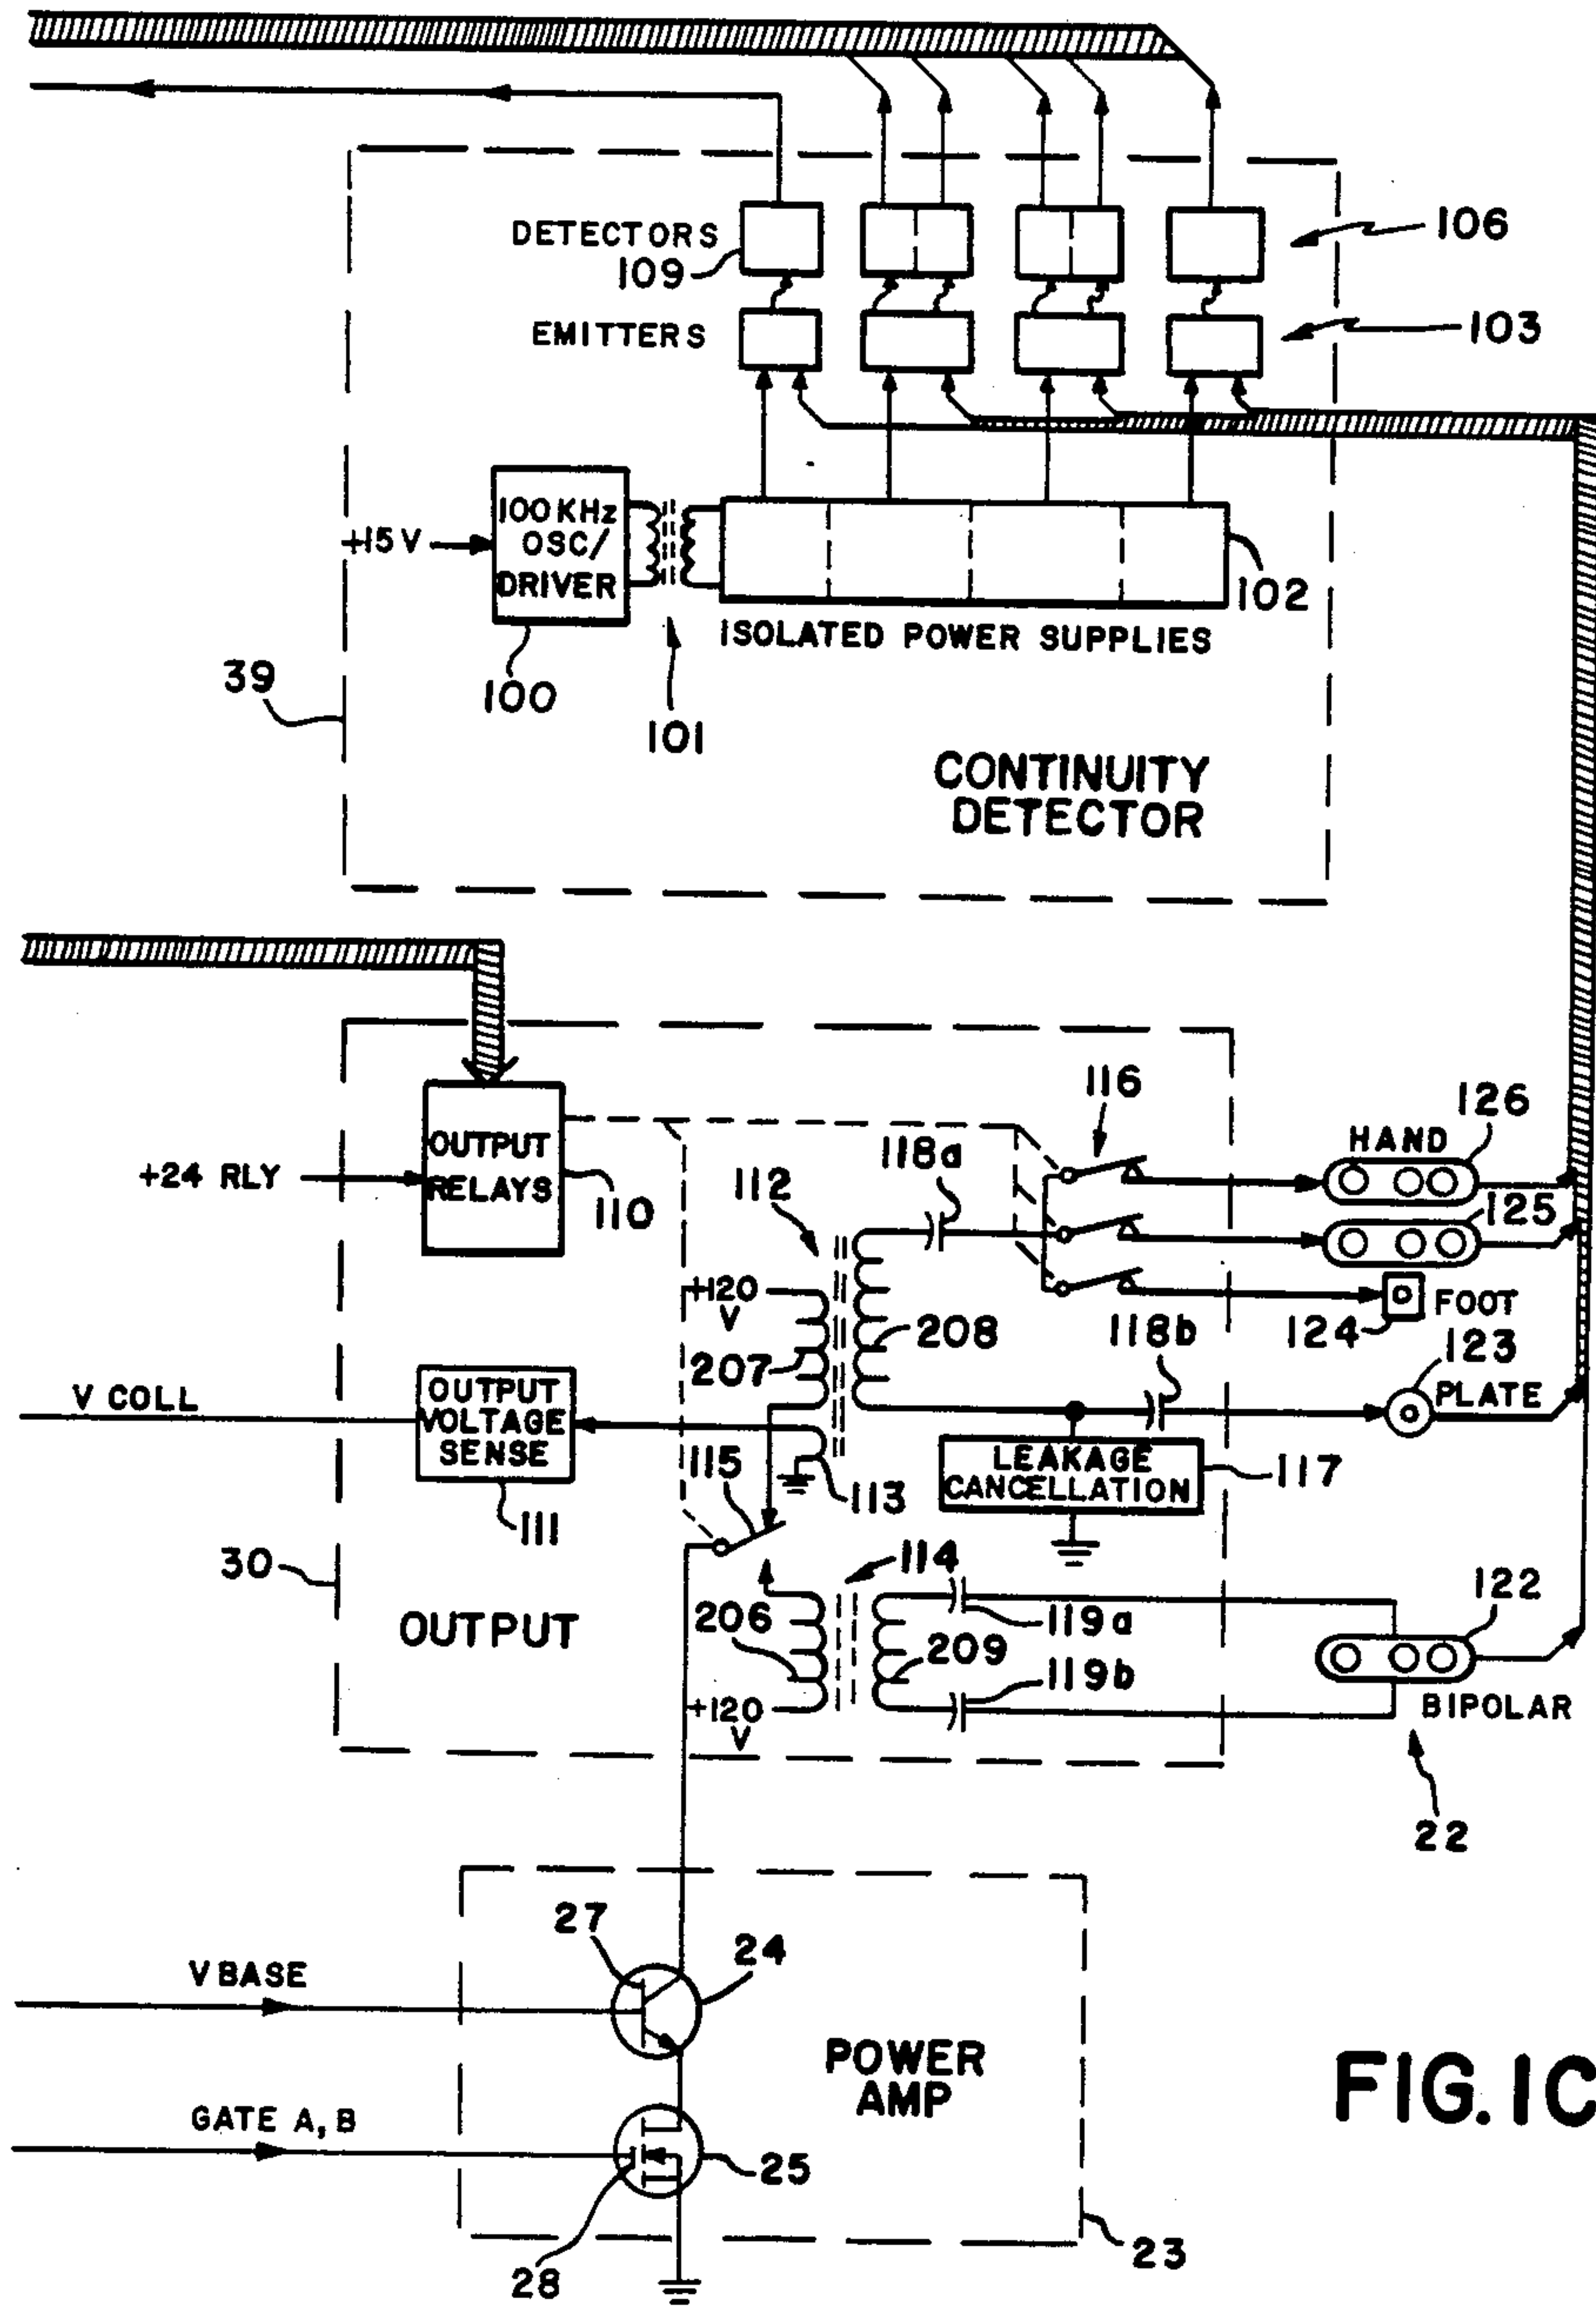 DETECTORS
109
106
EMITTERS
103
+15V
100 KHz
OSC/
DRIVER
102
ISOLATED POWER SUPPLIES
39
100
101
CONTINUITY
DETECTOR
116
126
HAND
OUTPUT
RELAYS
+24 RLY
110
112
118a
125
+120
V
207
208
118b
124
FOOT
123
PLATE
V COLL
OUTPUT
VOLTAGE
SENSE
111
115
113
LEAKAGE
CANCELLATION
117
30
OUTPUT
114
206
209
119a
119b
+120
V
122
BIPOLAR
22
27
24
V BASE
POWER
AMP
GATE A, B
25
28
23
FIG. 1C